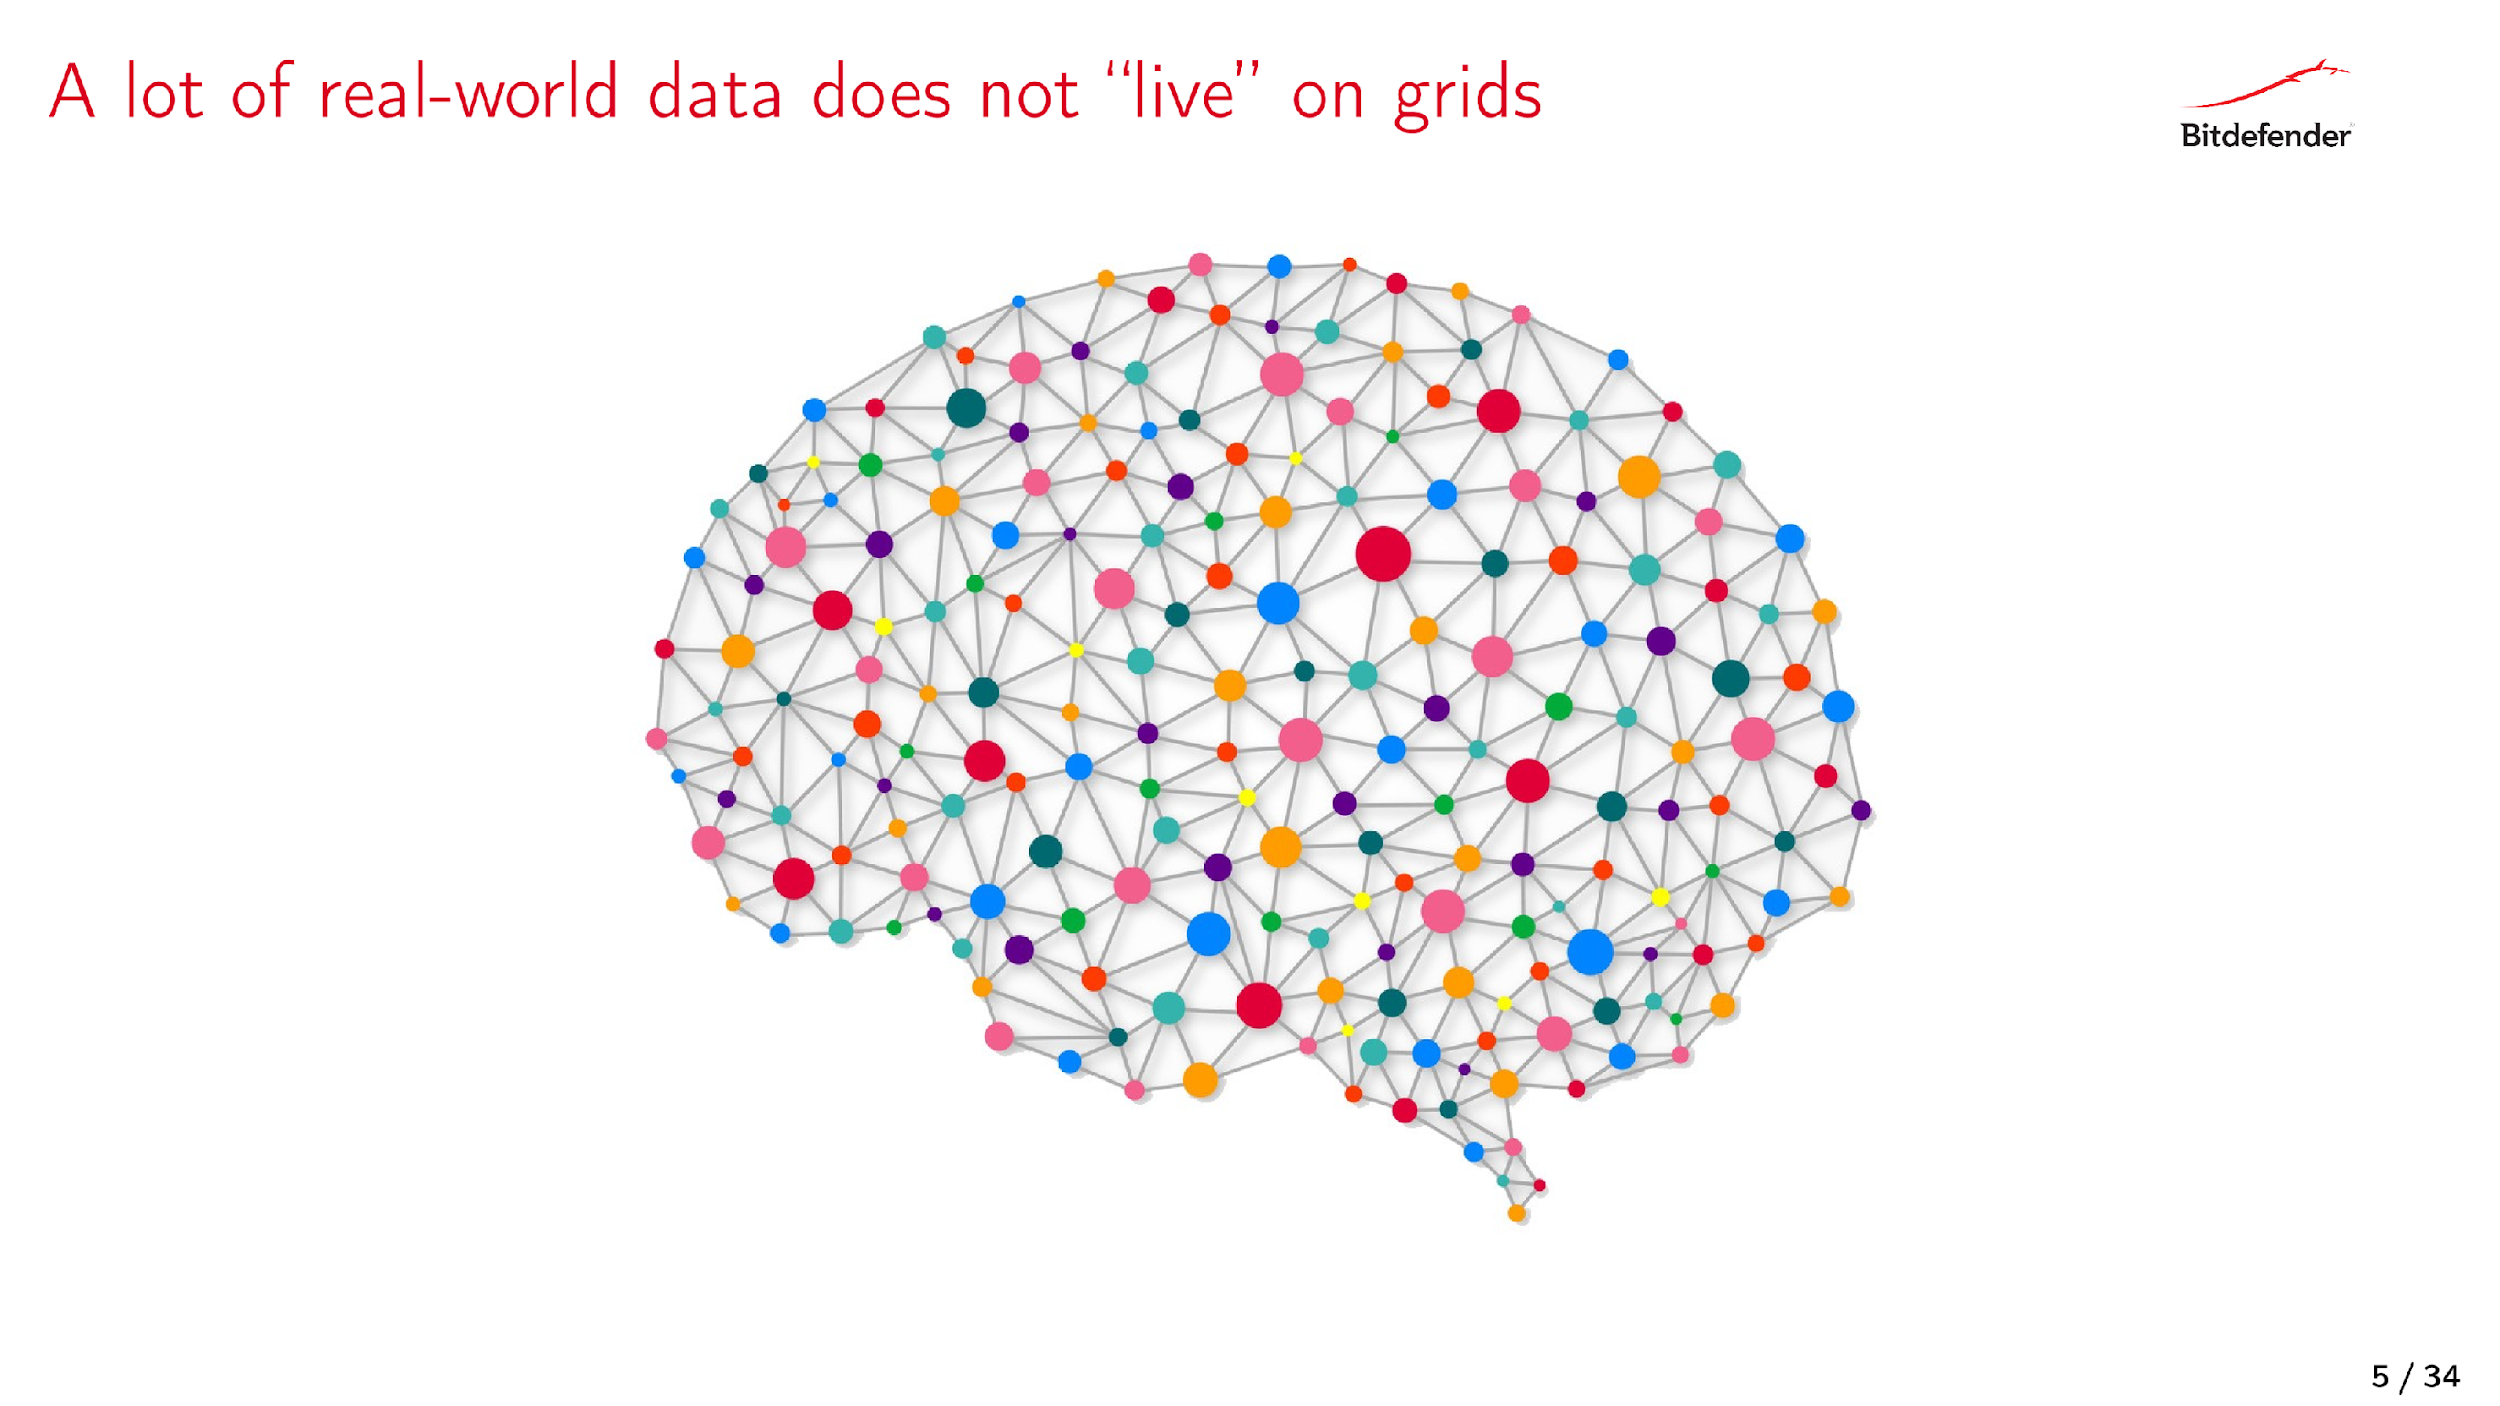 A lot of real-world data does not “live” on grids
Bitdefender
5 / 34